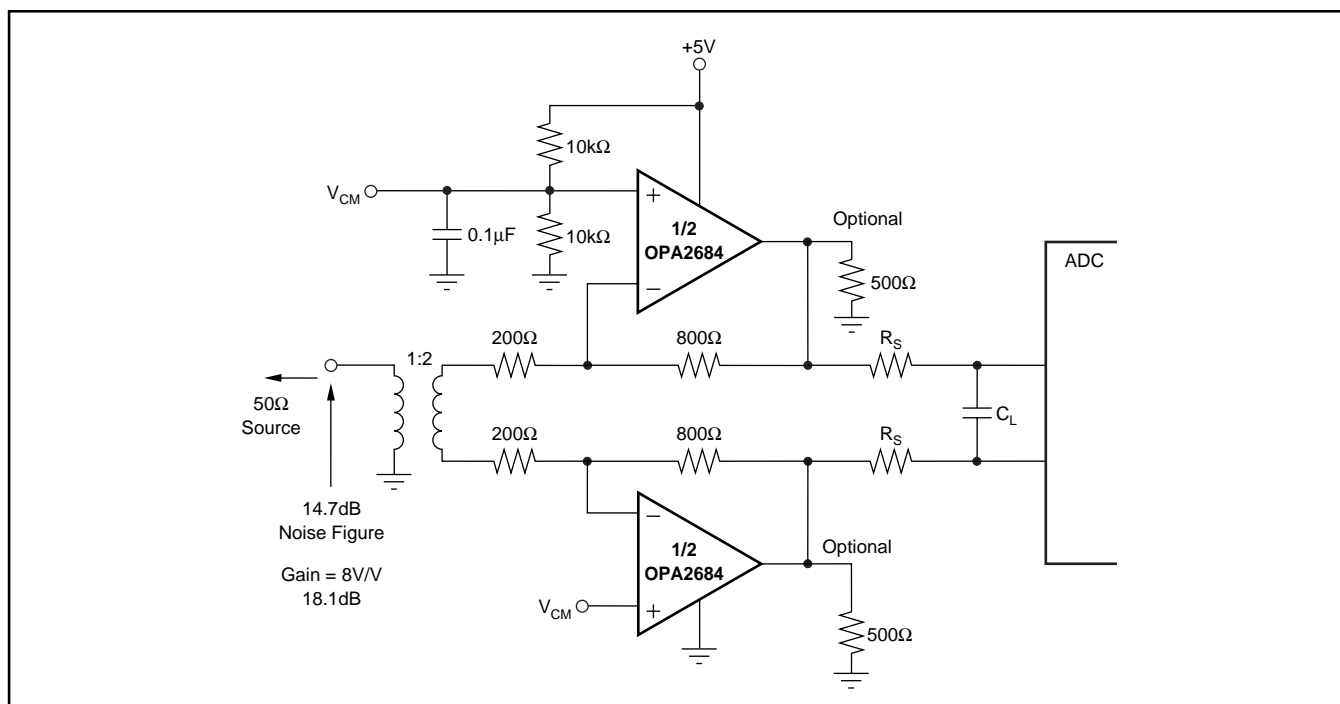 +5V
10kΩ
V_CM
0.1μF
10kΩ
+
1/2
OPA2684
−
Optional
500Ω
ADC
1:2
200Ω
800Ω
R_S
50Ω
Source
C_L
200Ω
800Ω
R_S
14.7dB
Noise Figure
Gain = 8V/V
18.1dB
−
1/2
OPA2684
+
V_CM
Optional
500Ω